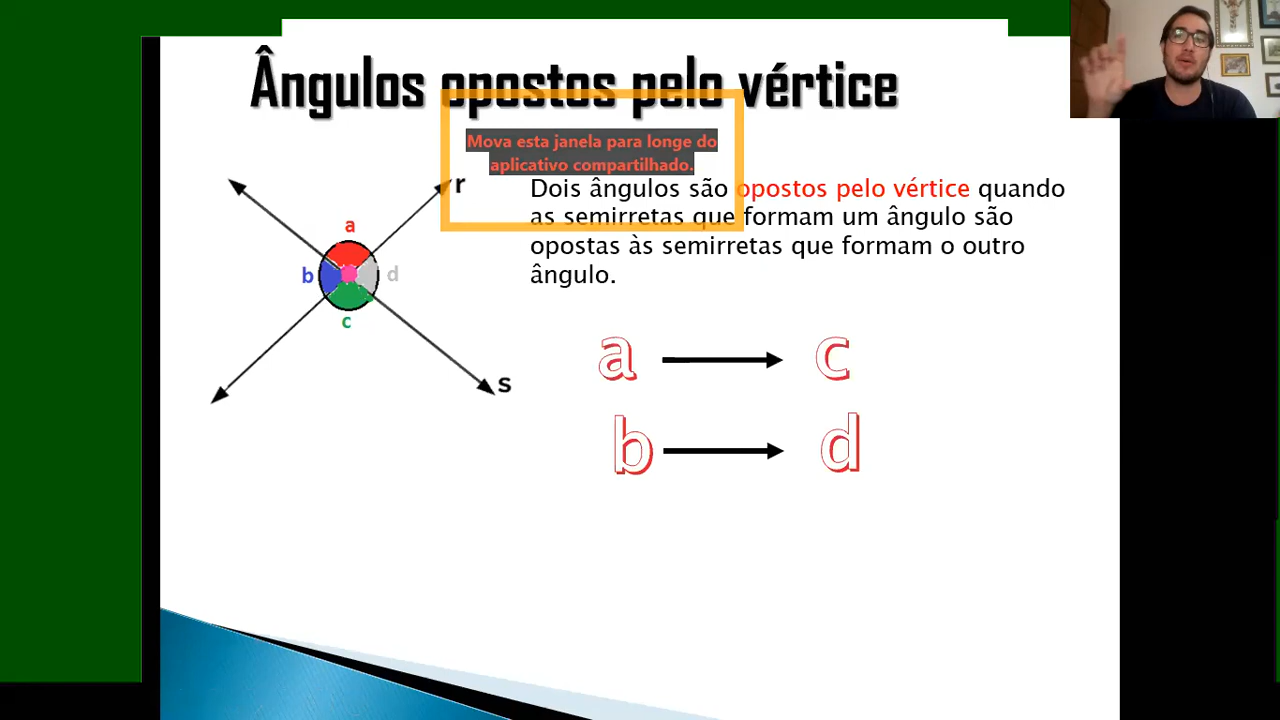 Ângulos opostos pelo vértice
Mova esta janela para longe do
aplicativo compartilhado.
r
a
b
d
c
s
Dois ângulos são opostos pelo vértice quando
as semirretas que formam um ângulo são
opostas às semirretas que formam o outro
ângulo.
a c
b d